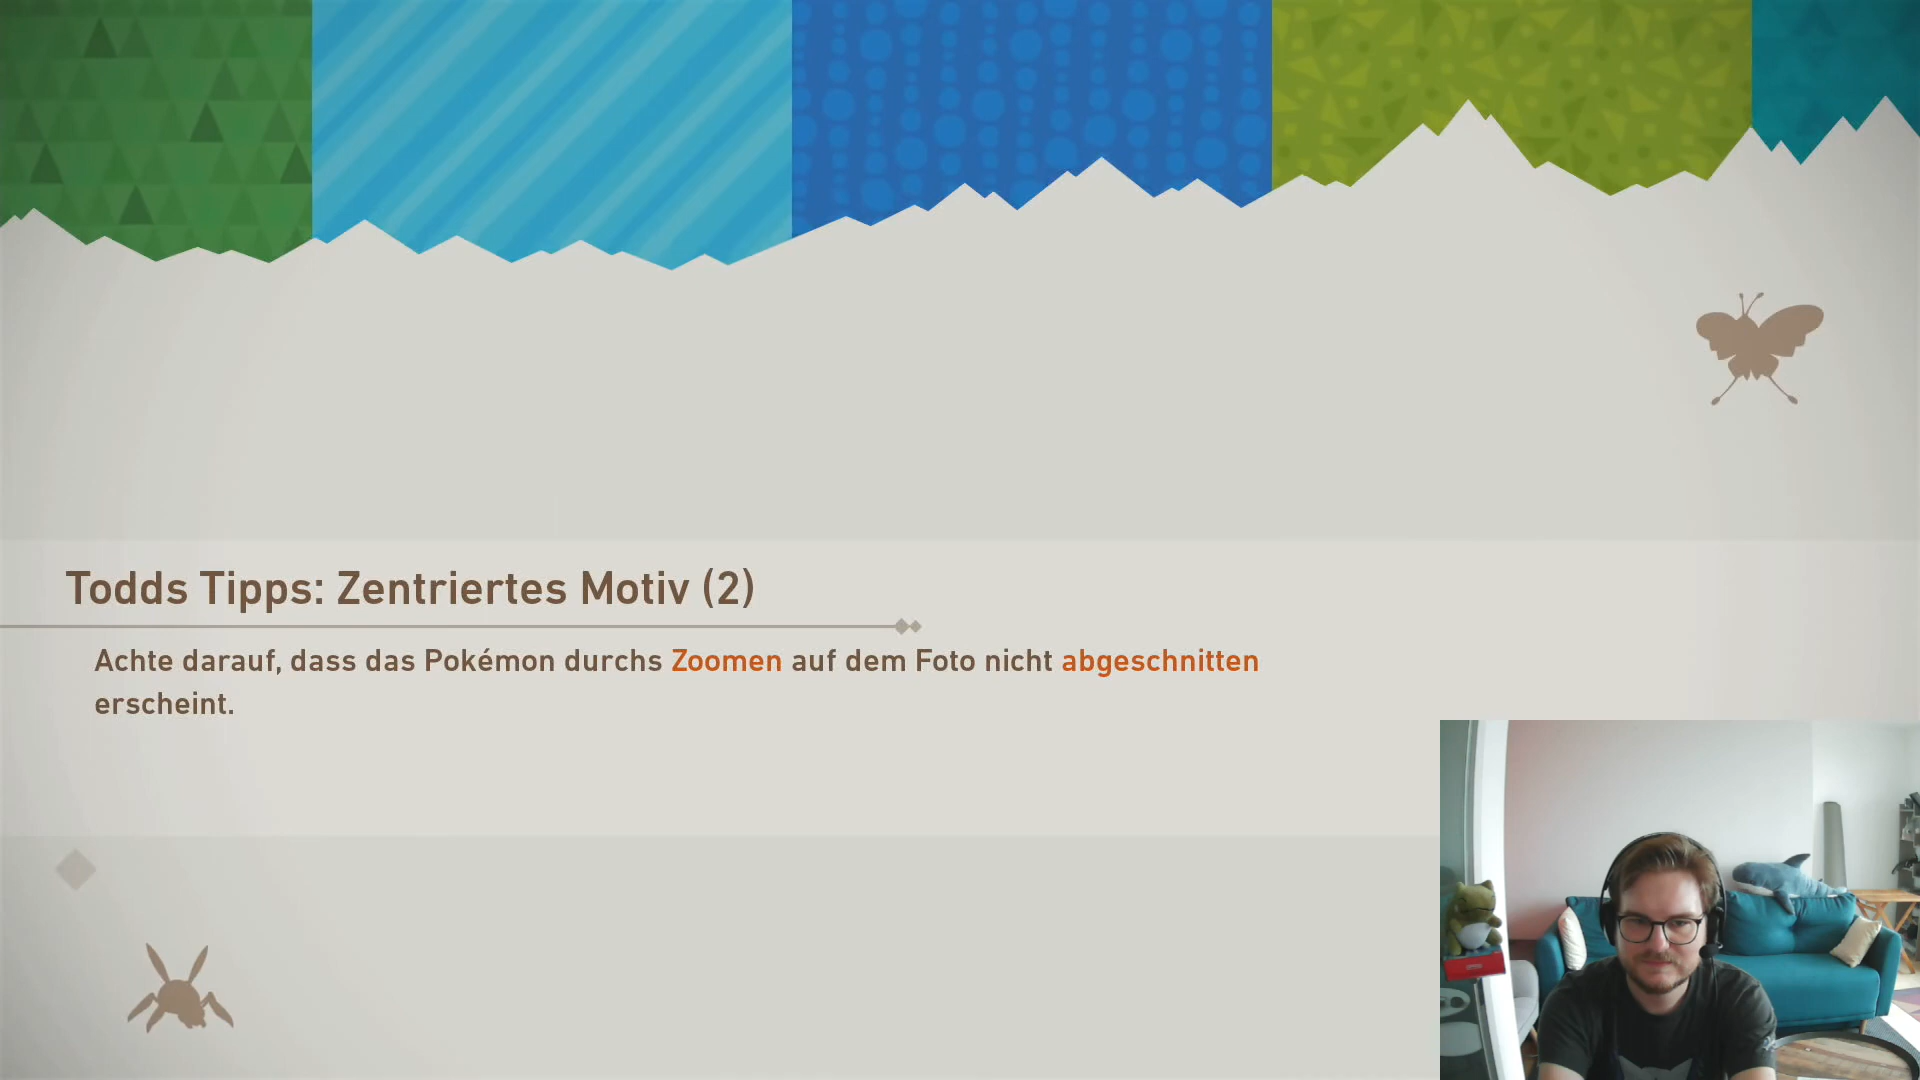 Todds Tipps: Zentriertes Motiv (2)
Achte darauf, dass das Pokémon durchs Zoomen auf dem Foto nicht abgeschnitten
erscheint.